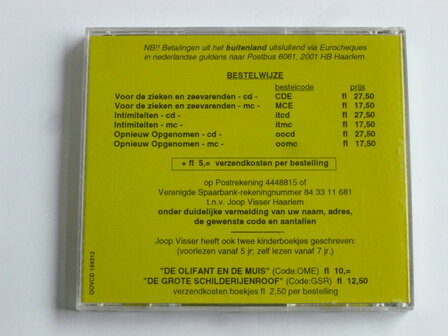 NB!! Betalingen uit het buitenland uitsluitend via Eurocheques
in nederlandse guldens naar Postbus 6061, 2001 HB Haarlem.
BESTELWIJZE
bestelcode prijs
Voor de zieken en zeevarenden - cd - CDE fl 27,50
Voor de zieken en zeevarenden - mc - MCE fl 17,50
Intimiteiten - cd - itcd fl 27,50
Intimiteiten - mc - itmc fl 17,50
Opnieuw Opgenomen - cd - oocd fl 27,50
Opnieuw Opgenomen - mc - oomc fl 17,50
+ fl 5,= verzendkosten per bestelling
op Postrekening 4448815 of
Verenigde Spaarbank-rekeningnummer 84 33 11 681
t.n.v. Joop Visser Haarlem
onder duidelijke vermelding van uw naam, adres,
de gewenste code en aantallen
Joop Visser heeft ook twee kinderboekjes geschreven:
(voorlezen vanaf 5 jr; zelf lezen vanaf 7 jr.)
"DE OLIFANT EN DE MUIS" (Code:OME) fl 10,=
"DE GROTE SCHILDERIJENROOF" (Code:GSR) fl 12,50
verzendkosten boekjes fl 2,50 per bestelling